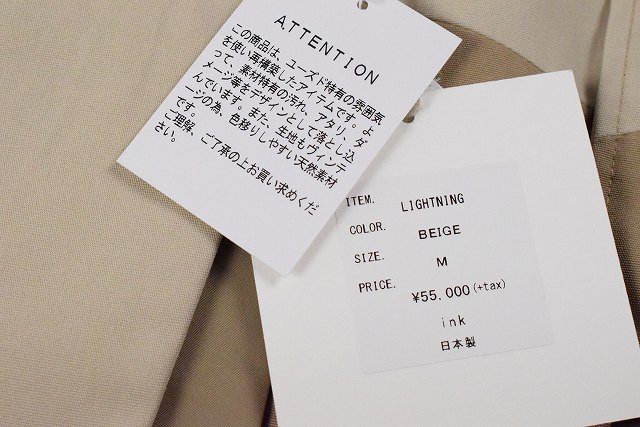 ATTENTION
この商品は、ユーズド特有の雰囲気
を使い再構築したアイテムです。よ
って、素材特有の汚れ、アタリ、ダ
メージ等をデザインとして落とし込
んでいます。また、生地もヴィンテ
ージの為、色移りしやすい天然素材
です。
ご理解、ご了承の上お買い求めくだ
さい。
ITEM. LIGHTNING
COLOR. BEIGE
SIZE. M
PRICE. ¥55,000(+tax)
ink
日本製